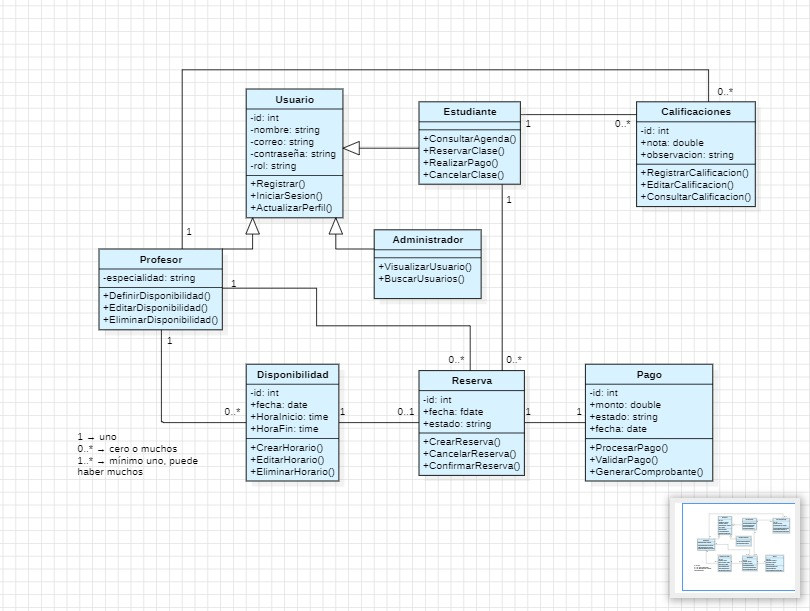 Usuario
-id: int
-nombre: string
-correo: string
-contraseña: string
-rol: string
+Registrar()
+IniciarSesion()
+ActualizarPerfil()
Estudiante
+ConsultarAgenda()
+ReservarClase()
+RealizarPago()
+CancelarClase()
1
0..*
0..*
Calificaciones
-id: int
+nota: double
+observacion: string
+RegistrarCalificacion()
+EditarCalificacion()
+ConsultarCalificacion()
1
1
Administrador
+VisualizarUsuario()
+BuscarUsuarios()
Profesor
-especialidad: string
+DefinirDisponibilidad()
+EditarDisponibilidad()
+EliminarDisponibilidad()
1
1
0..*
0..*
0..*
Disponibilidad
-id: int
+fecha: date
+HoraInicio: time
+HoraFin: time
+CrearHorario()
+EditarHorario()
+EliminarHorario()
1
0..1
Reserva
-id: int
+fecha: fdate
+estado: string
+CrearReserva()
+CancelarReserva()
+ConfirmarReserva()
1
1
Pago
-id: int
+monto: double
+estado: string
+fecha: date
+ProcesarPago()
+ValidarPago()
+GenerarComprobante()
1 → uno
0..* → cero o muchos
1..* → mínimo uno, puede
haber muchos